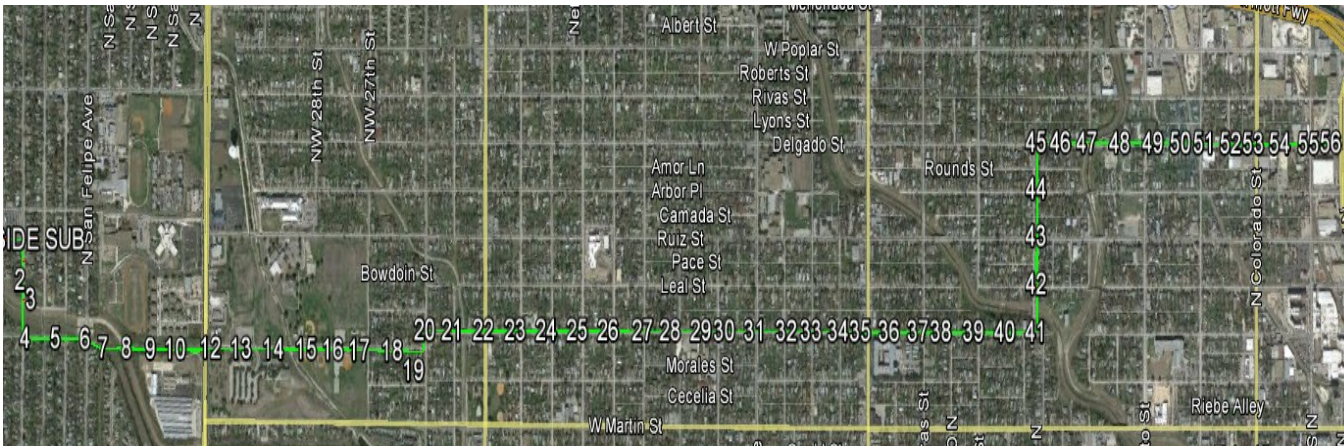 Albert St
W Poplar St
Roberts St
Rivas St
Lyons St
Delgado St
NW 28th St
NW 27th St
N San Felipe Ave
Amor Ln
Rounds St
Arbor Pl
Camada St
Ruiz St
Pace St
Leal St
Bowdoin St
N Colorado St
SIDE SUB
2
3
4 5 6 7 8 9 10 12 13 14 15 16 17 18 19
20 21 22 23 24 25 26 27 28 29 30 31 32 33 34 35 36 37 38 39 40 41
42
43
44
45 46 47 48 49 50 51 52 53 54 55 56
Morales St
Cecelia St
Riebe Alley
W Martin St